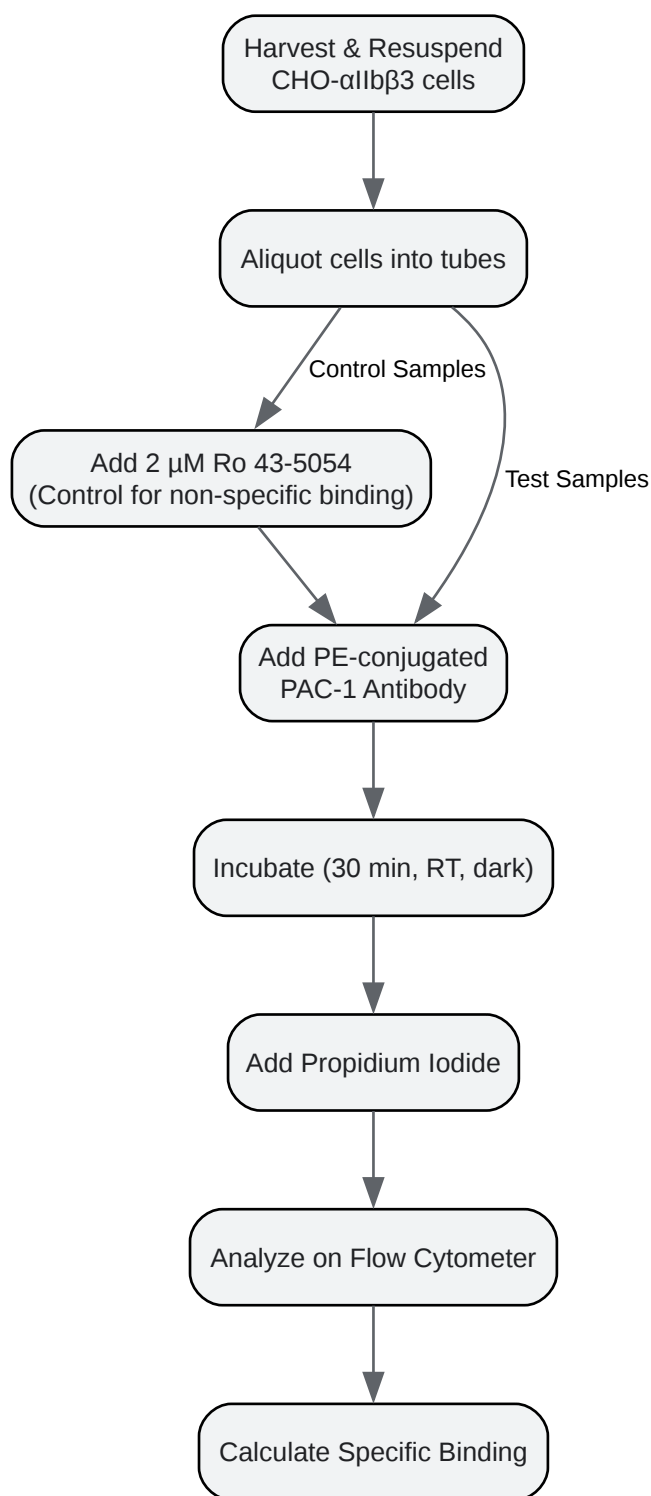 Harvest & Resuspend
CHO-αIIbβ3 cells
Aliquot cells into tubes
Control Samples
Add 2 µM Ro 43-5054
(Control for non-specific binding)
Test Samples
Add PE-conjugated
PAC-1 Antibody
Incubate (30 min, RT, dark)
Add Propidium Iodide
Analyze on Flow Cytometer
Calculate Specific Binding